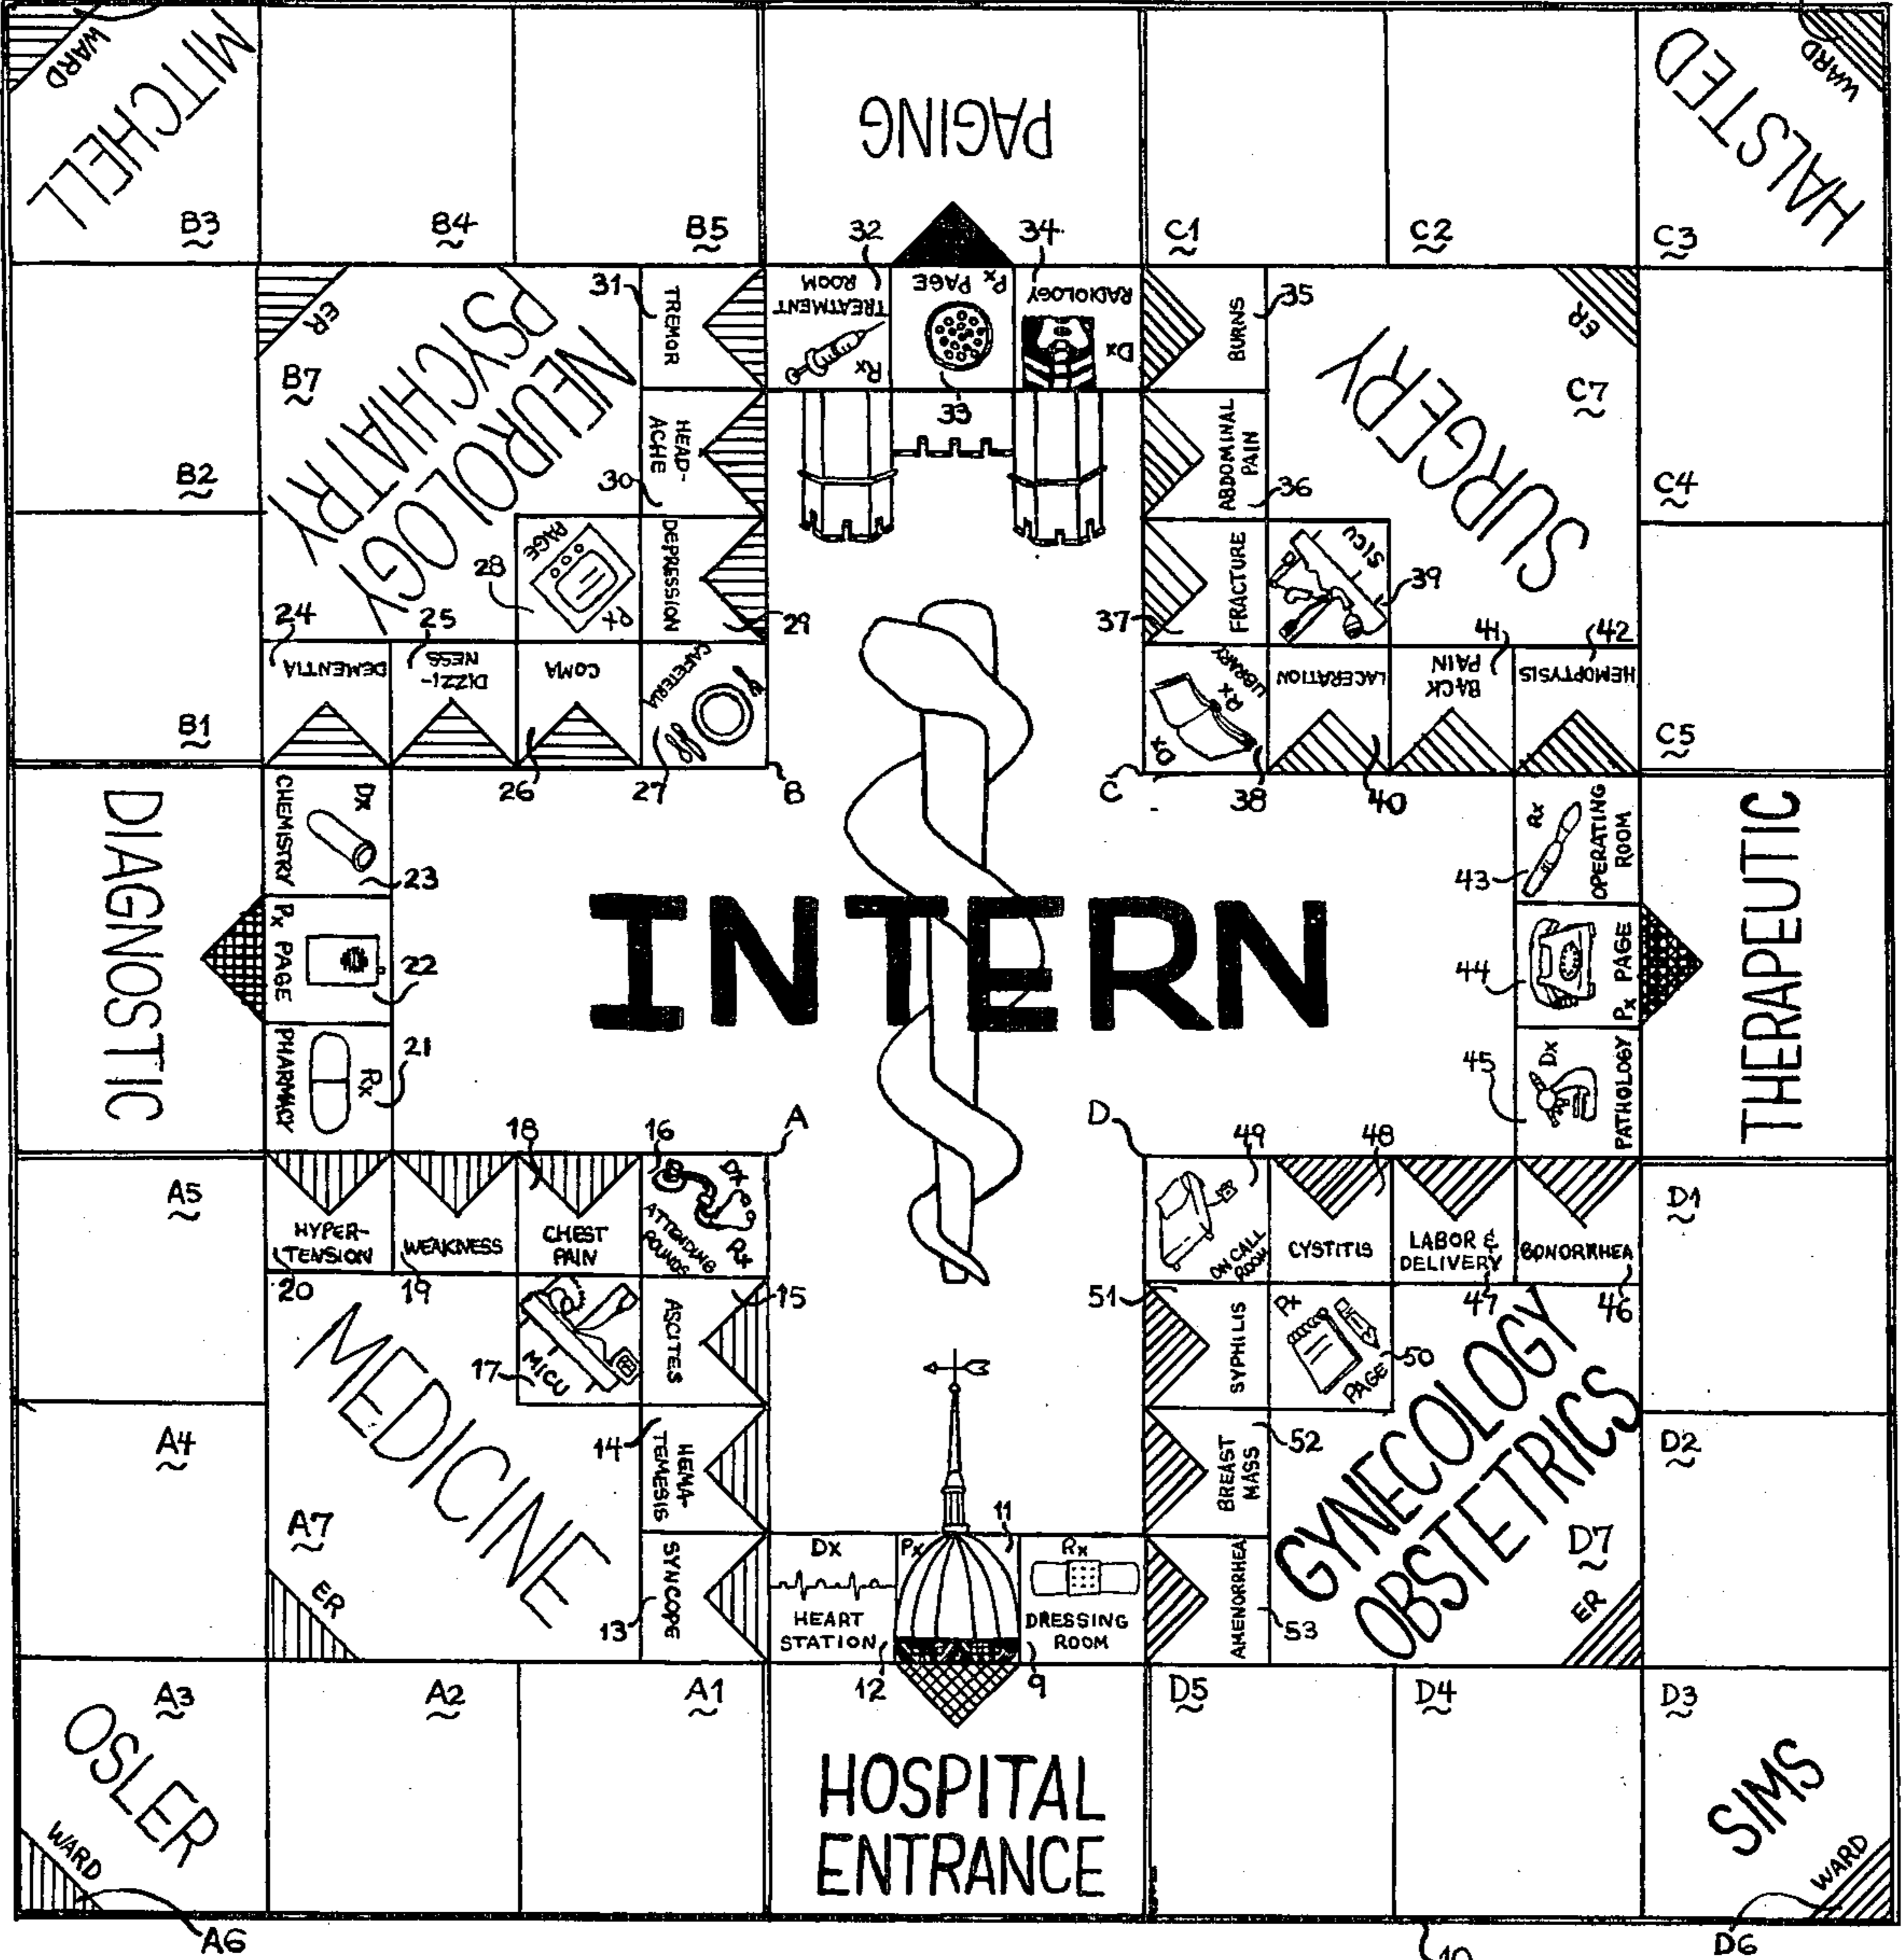 WARD
MITCHELL
B3
B4
B5
PAGING
C1
C2
C3
WARD
HALSTED
32
34
ER
B7
NEUROLOGY
PSYCHIATRY
31
TREMOR
TREATMENT
ROOM
Rx
Px
PAGE
33
RADIOLOGY
Dx
BURNS
35
ER
C7
SURGERY
B2
30
HEAD-
ACHE
ABDOMINAL
PAIN
36
C4
28
PAGE
Px
DEPRESSION
29
37
FRACTURE
SICU
39
24
25
41
42
B1
DEMENTIA
DIZZI-
NESS
COMA
CAFETERIA
26
27
B
C
LIBRARY
Rx
Dx
38
LACERATION
40
BACK
PAIN
HEMOPTYSIS
C5
DIAGNOSTIC
CHEMISTRY
Dx
23
Px PAGE
22
PHARMACY
Rx
21
INTERN
Rx
OPERATING
ROOM
43
Px PAGE
44
Dx
PATHOLOGY
45
THERAPEUTIC
18
16
A
D
49
48
A5
HYPER-
TENSION
WEAKNESS
CHEST
PAIN
ATTENDING
ROUNDS
Dx
Rx
ON CALL
ROOM
CYSTITIS
LABOR &
DELIVERY
GONORRHEA
D1
20
19
15
51
47
46
MEDICINE
17
MICU
ASCITES
SYPHILIS
Px
PAGE
50
A4
14
HEMA-
TEMESIS
BREAST
MASS
52
GYNECOLOGY
OBSTETRICS
D2
A7
ER
13
SYNCOPE
Dx
HEART
STATION
Px
11
Rx
DRESSING
ROOM
AMENORRHEA
53
D7
ER
12
9
A3
A2
A1
D5
D4
D3
OSLER
WARD
HOSPITAL
ENTRANCE
SIMS
WARD
A6
10
D6